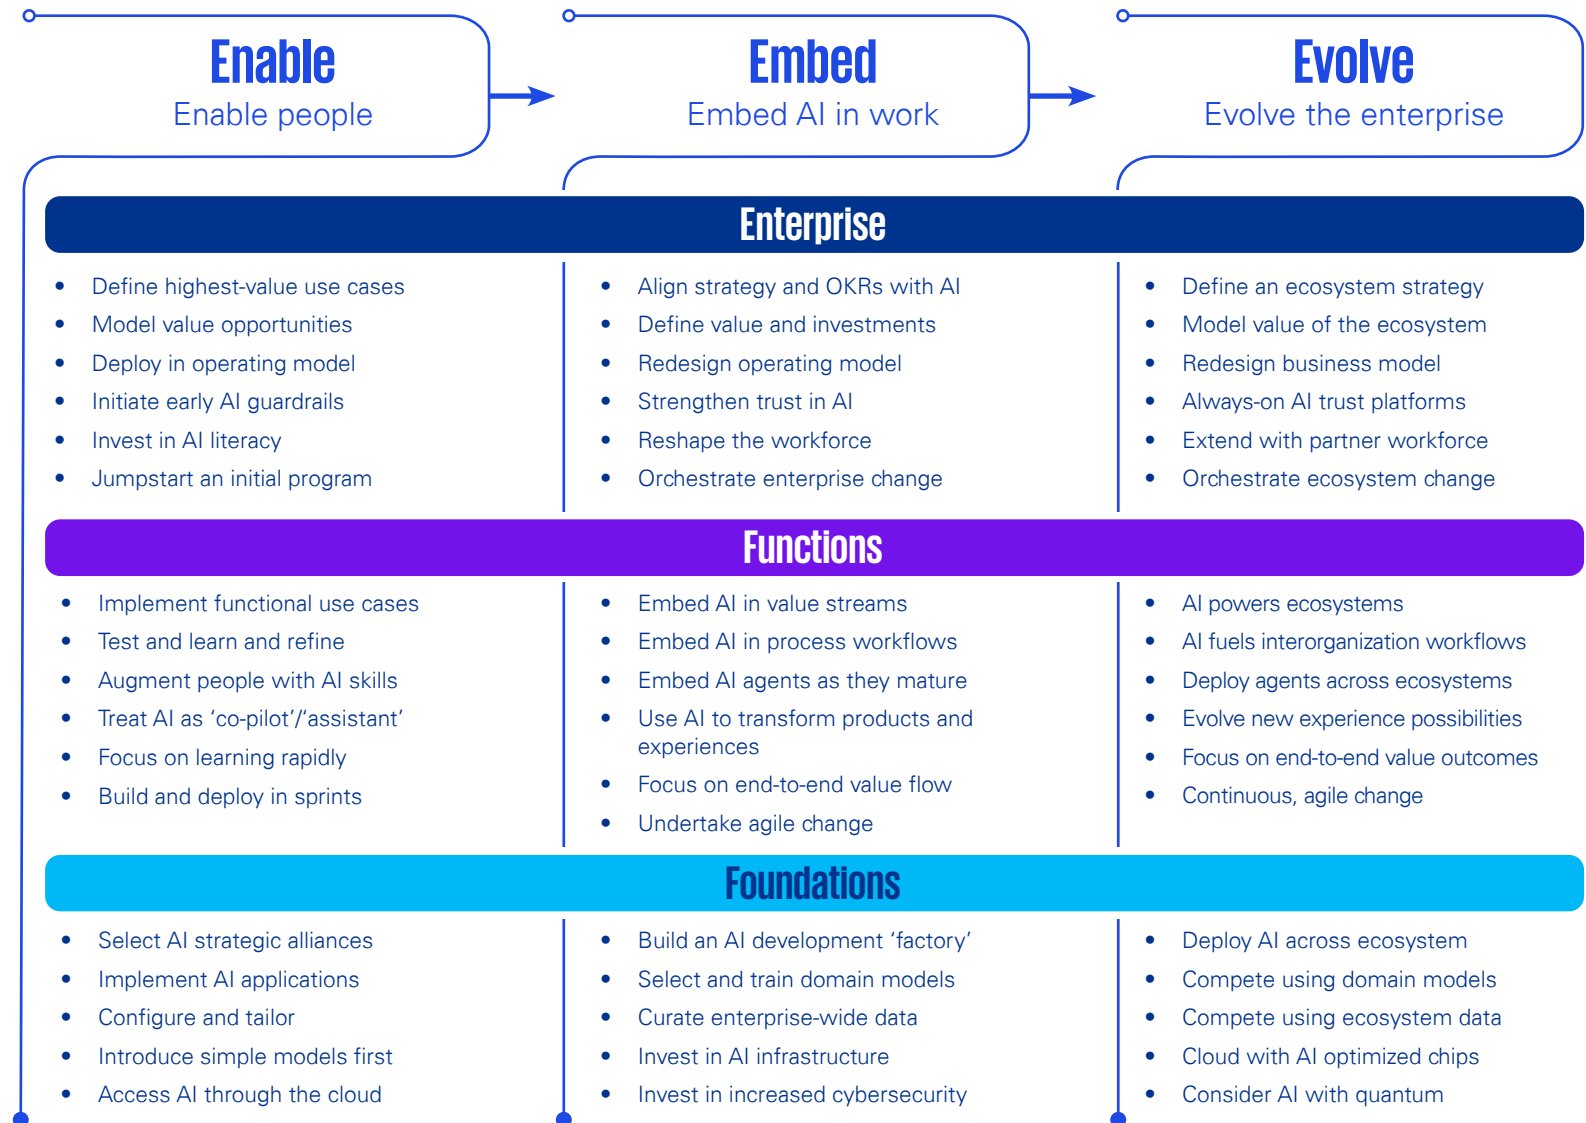 Enable
Enable people
Embed
Embed AI in work
Evolve
Evolve the enterprise
Enterprise
• Define highest-value use cases
• Model value opportunities
• Deploy in operating model
• Initiate early AI guardrails
• Invest in AI literacy
• Jumpstart an initial program
• Align strategy and OKRs with AI
• Define value and investments
• Redesign operating model
• Strengthen trust in AI
• Reshape the workforce
• Orchestrate enterprise change
• Define an ecosystem strategy
• Model value of the ecosystem
• Redesign business model
• Always-on AI trust platforms
• Extend with partner workforce
• Orchestrate ecosystem change
Functions
• Implement functional use cases
• Test and learn and refine
• Augment people with AI skills
• Treat AI as ‘co-pilot’/‘assistant’
• Focus on learning rapidly
• Build and deploy in sprints
• Embed AI in value streams
• Embed AI in process workflows
• Embed AI agents as they mature
• Use AI to transform products and
experiences
• Focus on end-to-end value flow
• Undertake agile change
• AI powers ecosystems
• AI fuels interorganization workflows
• Deploy agents across ecosystems
• Evolve new experience possibilities
• Focus on end-to-end value outcomes
• Continuous, agile change
Foundations
• Select AI strategic alliances
• Implement AI applications
• Configure and tailor
• Introduce simple models first
• Access AI through the cloud
• Build an AI development ‘factory’
• Select and train domain models
• Curate enterprise-wide data
• Invest in AI infrastructure
• Invest in increased cybersecurity
• Deploy AI across ecosystem
• Compete using domain models
• Compete using ecosystem data
• Cloud with AI optimized chips
• Consider AI with quantum